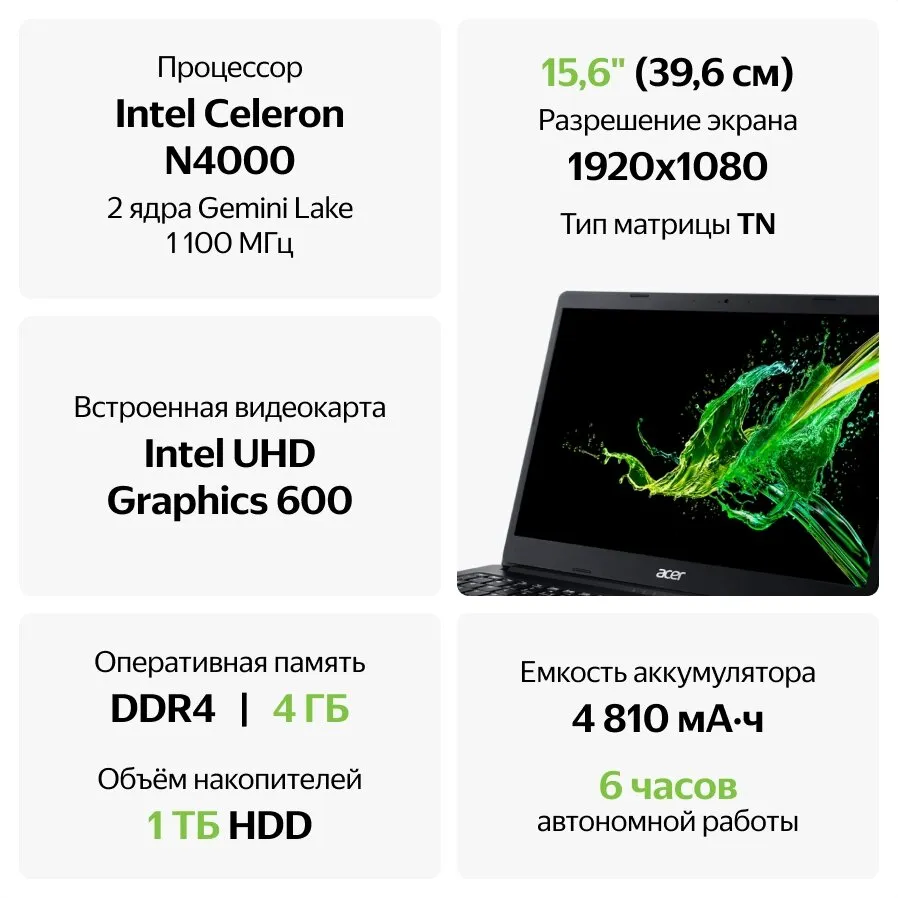 Процессор
Intel Celeron
N4000
2 ядра Gemini Lake
1 100 МГц
15,6" (39,6 см)
Разрешение экрана
1920x1080
Тип матрицы TN
acer
Встроенная видеокарта
Intel UHD
Graphics 600
Оперативная память
DDR4 | 4 ГБ
Объём накопителей
1 ТБ HDD
Емкость аккумулятора
4 810 мА·ч
6 часов
автономной работы